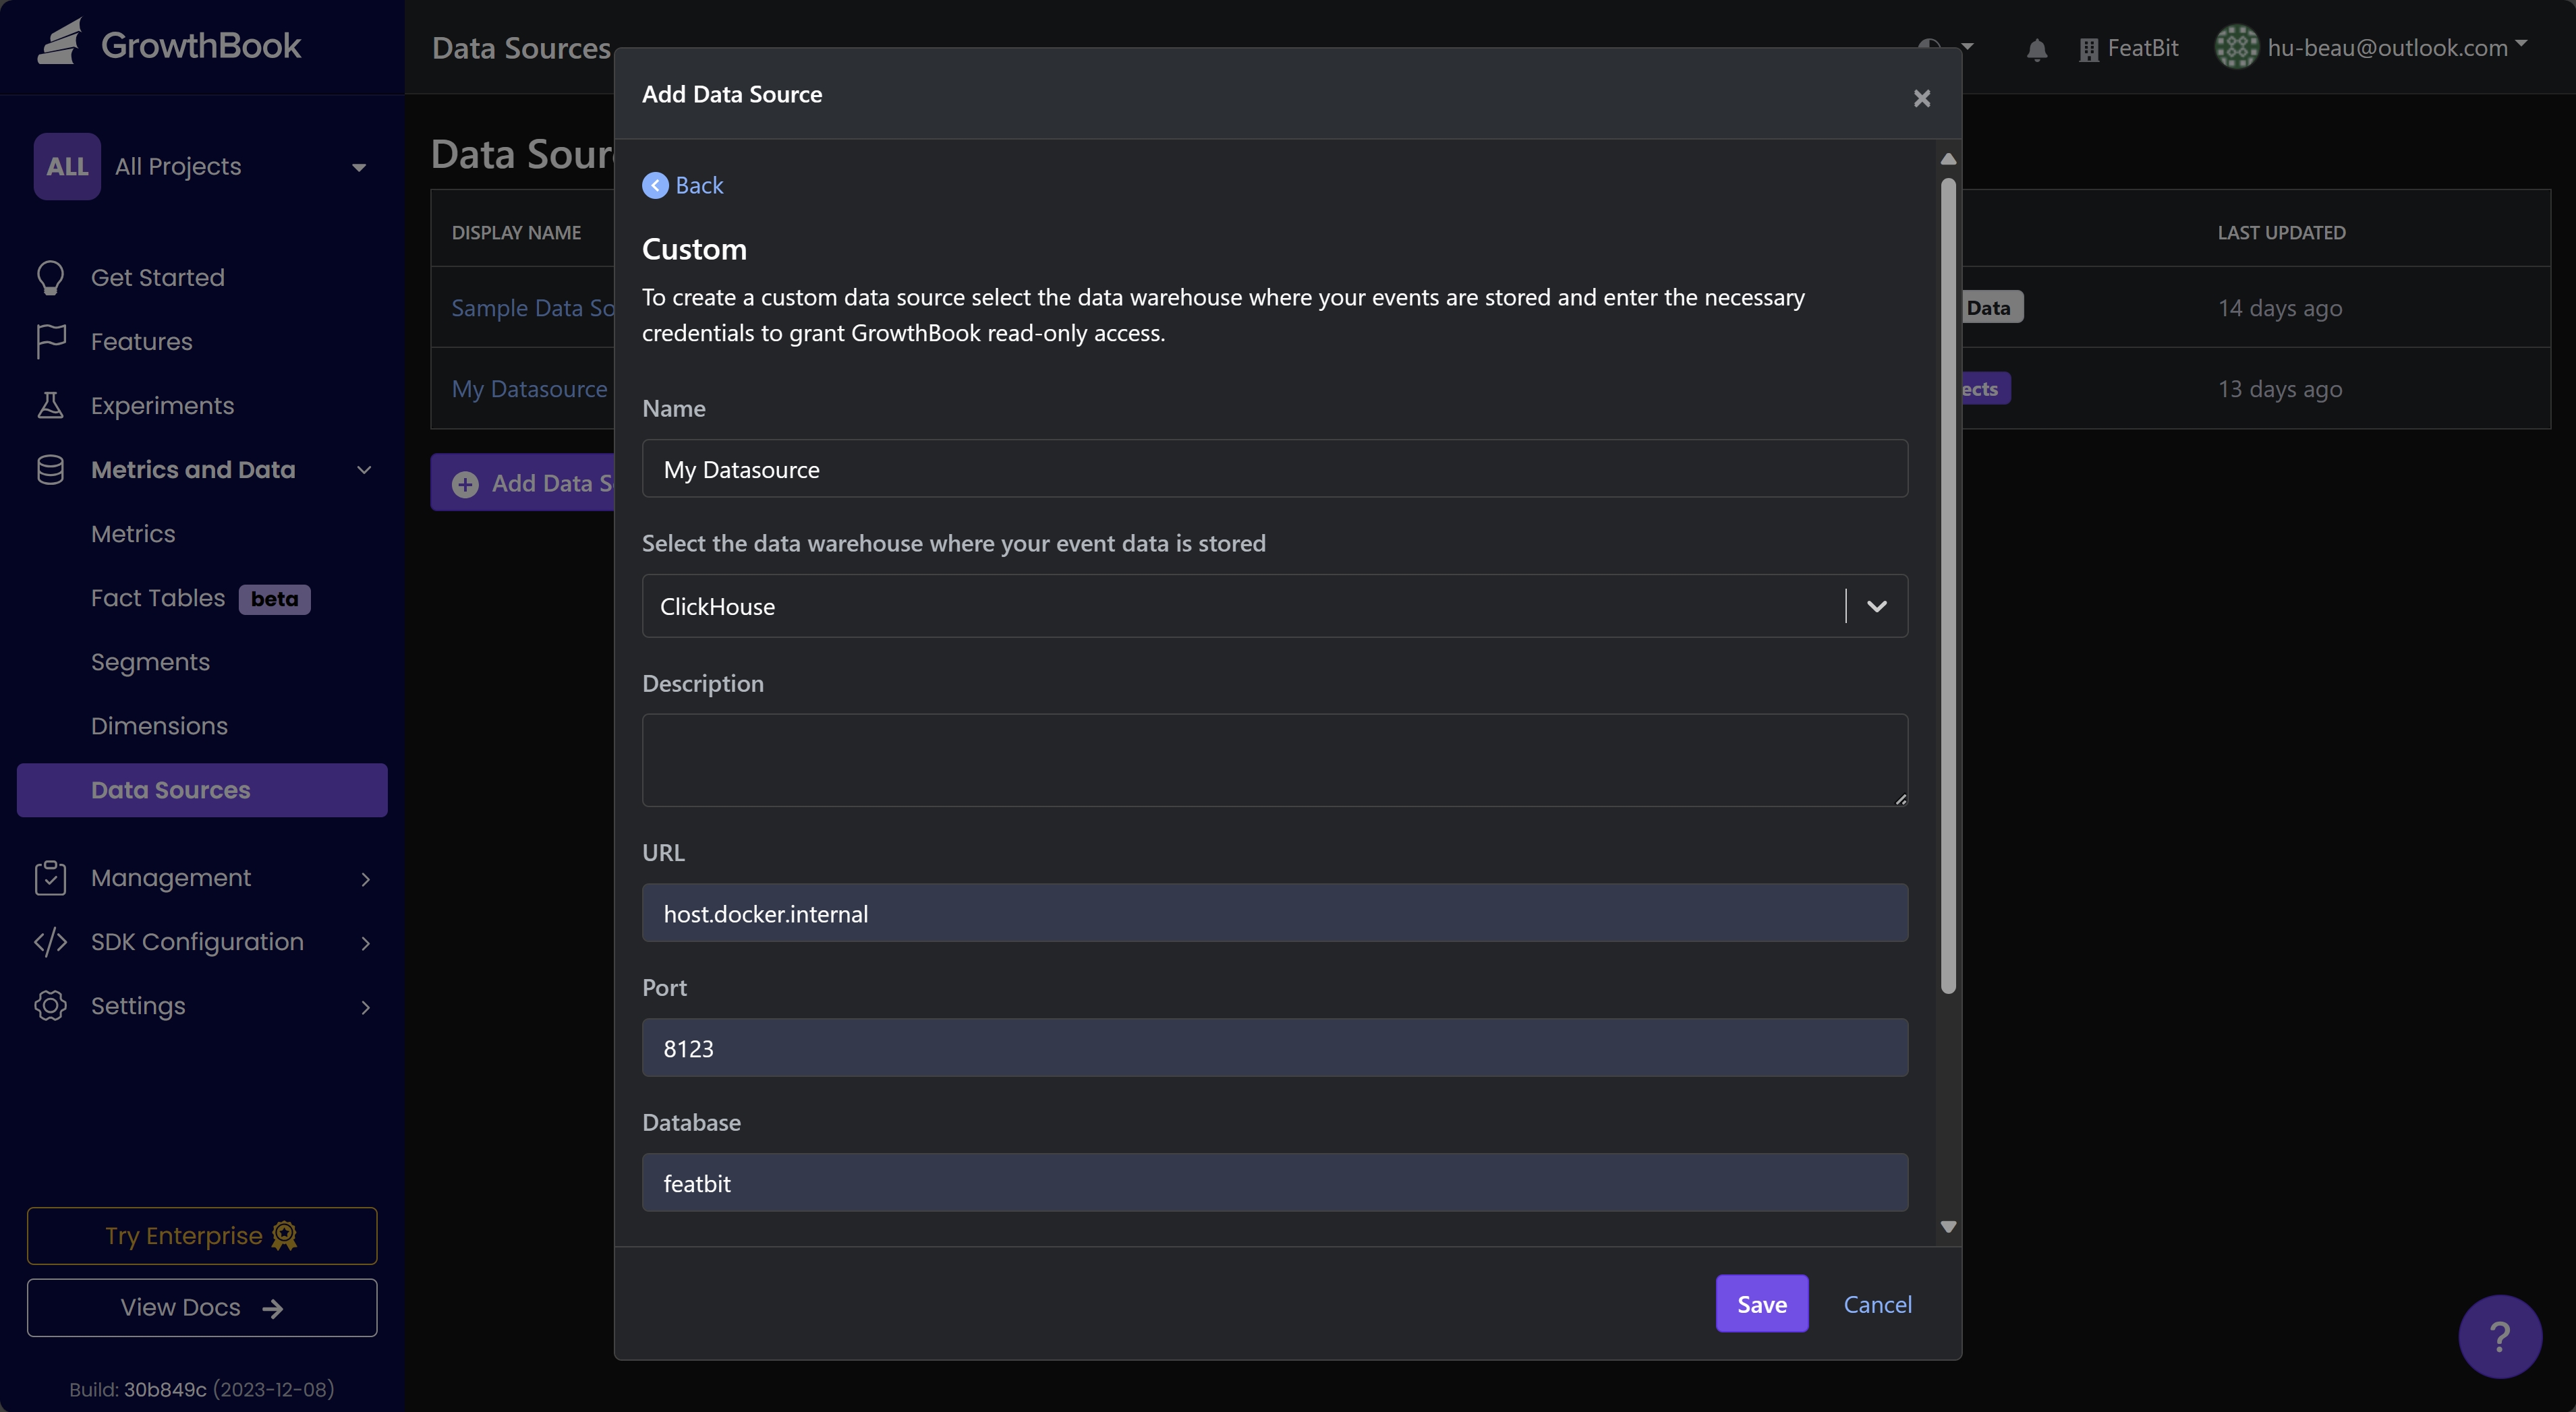 GrowthBook
ALL All Projects
Get Started
Features
Experiments
Metrics and Data
Metrics
Fact Tables beta
Segments
Dimensions
Data Sources
Management
SDK Configuration
Settings
Try Enterprise
View Docs
Build: 30b849c (2023-12-08)
Data Sources
FeatBit
hu-beau@outlook.com
Data Sour
DISPLAY NAME
LAST UPDATED
Sample Data So
Data
14 days ago
My Datasource
ects
13 days ago
Add Data S
Add Data Source
×
Back
Custom
To create a custom data source select the data warehouse where your events are stored and enter the necessary
credentials to grant GrowthBook read-only access.
Name
My Datasource
Select the data warehouse where your event data is stored
ClickHouse
Description
URL
host.docker.internal
Port
8123
Database
featbit
Save
Cancel
?